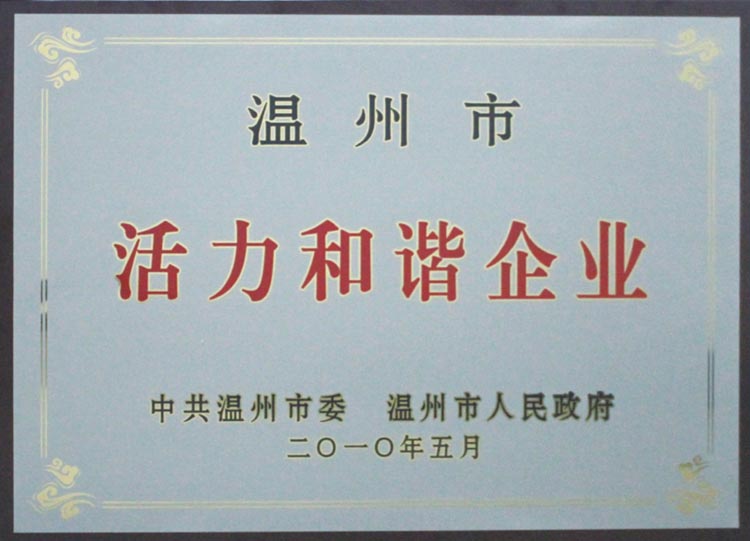 温州市
活力和谐企业
中共温州市委 温州市人民政府
二〇一〇年五月